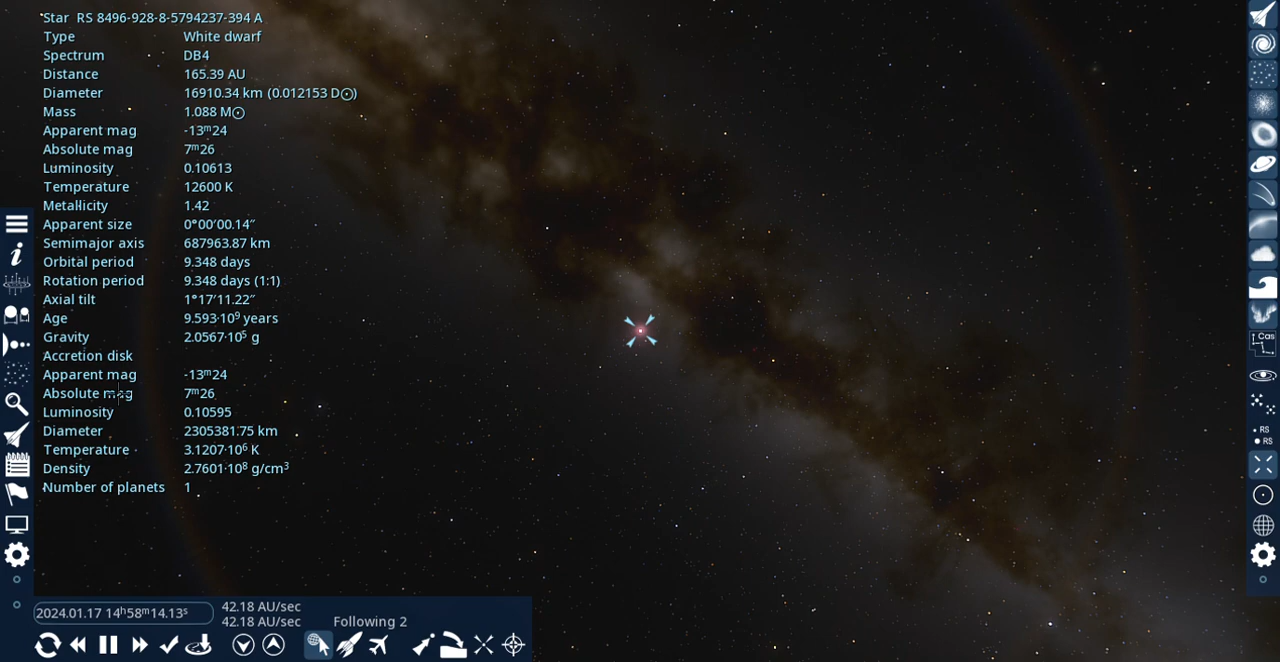 Star RS 8496-928-8-5794237-394 A
Type White dwarf
Spectrum DB4
Distance 165.39 AU
Diameter 16910.34 km (0.012153 D☉)
Mass 1.088 M☉
Apparent mag -13ᵐ24
Absolute mag 7ᵐ26
Luminosity 0.10613
Temperature 12600 K
Metallicity 1.42
Apparent size 0°00′00.14″
Semimajor axis 687963.87 km
Orbital period 9.348 days
Rotation period 9.348 days (1:1)
Axial tilt 1°17′11.22″
Age 9.593·10⁹ years
Gravity 2.0567·10⁵ g
Accretion disk
Apparent mag -13ᵐ24
Absolute mag 7ᵐ26
Luminosity 0.10595
Diameter 2305381.75 km
Temperature 3.1207·10⁶ K
Density 2.7601·10⁸ g/cm³
Number of planets 1
Cas
RS
RS
2024.01.17 14ʰ58ᵐ14.13ˢ
42.18 AU/sec
42.18 AU/sec Following 2